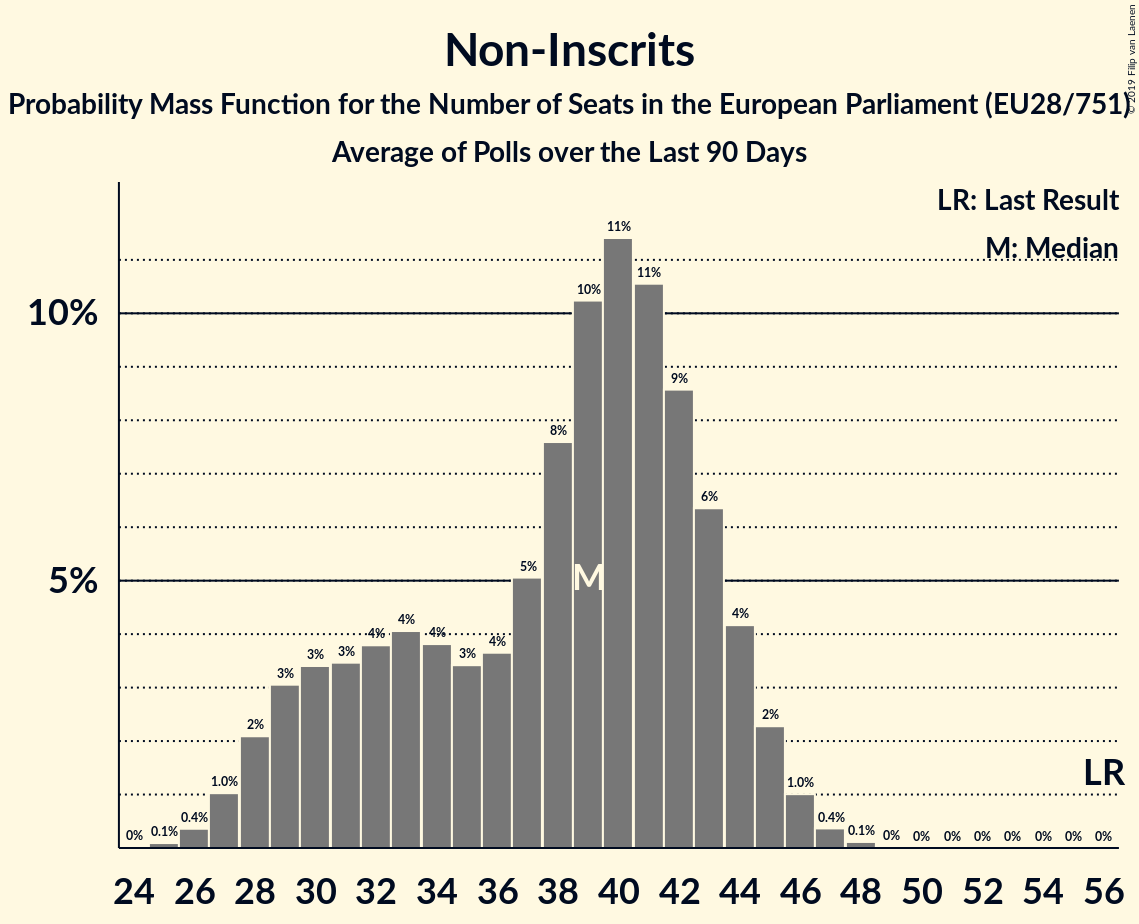 Non-Inscrits
Probability Mass Function for the Number of Seats in the European Parliament (EU28/751)
Average of Polls over the Last 90 Days
© 2019 Filip van Laenen
LR: Last Result
M: Median
10%
5%
0% 0.1% 0.4% 1.0% 2% 3% 3% 3% 4% 4% 4% 3% 4% 5% 8% 10% 11% 11% 9% 6% 4% 2% 1.0% 0.4% 0.1% 0% 0% 0% 0% 0% 0% 0% 0%
M
LR
24 26 28 30 32 34 36 38 40 42 44 46 48 50 52 54 56